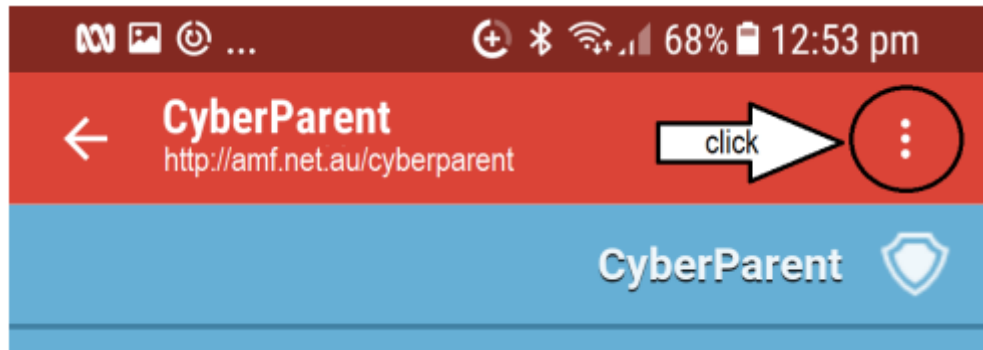 ... 68% 12:53 pm
CyberParent
http://amf.net.au/cyberparent
click
CyberParent